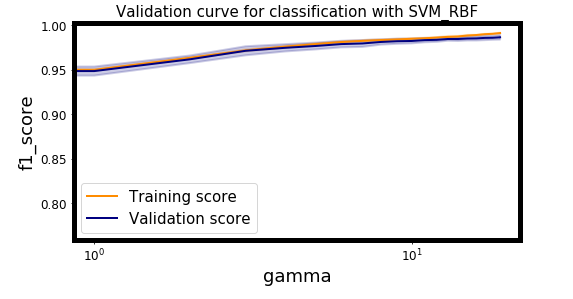 Validation curve for classification with SVM_RBF
f1_score
1.00
0.95
0.90
0.85
0.80
Training score
Validation score
10⁰
10¹
gamma